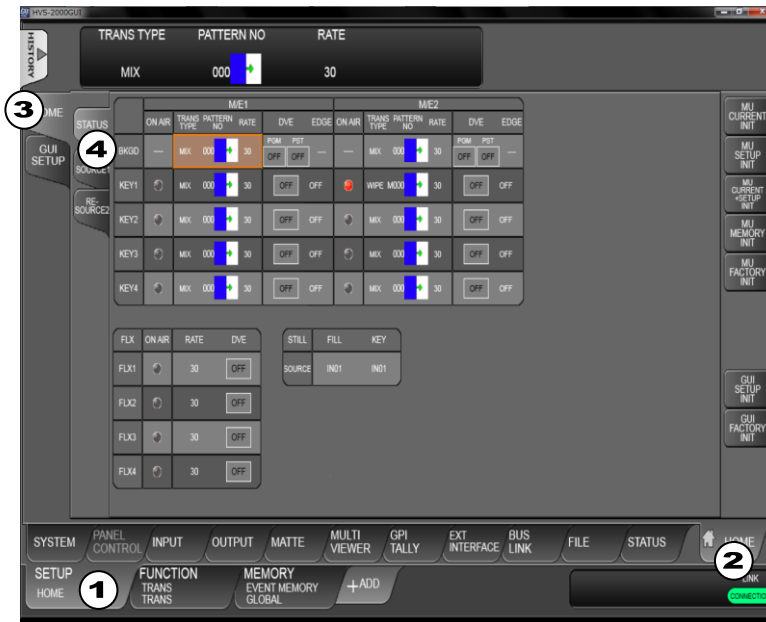 HVS-2000GUI
HISTORY
TRANS TYPE PATTERN NO RATE
MIX 000 30
3
HOME
GUI
SETUP
STATUS
4
SOURCE1
RE-
SOURCE2
M/E1 M/E2
ON AIR TRANS TYPE PATTERN NO RATE DVE EDGE ON AIR TRANS TYPE PATTERN NO RATE DVE EDGE
PGM PST PGM PST
BKGD — MIX 000 30 OFF OFF — — MIX 000 30 OFF OFF —
KEY1 MIX 000 30 OFF OFF WIPE M000 30 OFF OFF
KEY2 MIX 000 30 OFF OFF MIX 000 30 OFF OFF
KEY3 MIX 000 30 OFF OFF MIX 000 30 OFF OFF
KEY4 MIX 000 30 OFF OFF MIX 000 30 OFF OFF
FLX ON AIR RATE DVE
FLX1 30 OFF
FLX2 30 OFF
FLX3 30 OFF
FLX4 30 OFF
STILL FILL KEY
SOURCE IN01 IN01
MU
CURRENT
INIT
MU
SETUP
INIT
MU
CURRENT
+SETUP
INIT
MU
MEMORY
INIT
MU
FACTORY
INIT
GUI
SETUP
INIT
GUI
FACTORY
INIT
SYSTEM PANEL CONTROL INPUT OUTPUT MATTE MULTI VIEWER GPI TALLY EXT INTERFACE BUS LINK FILE STATUS HOME
2
SETUP
HOME
1
FUNCTION
TRANS
TRANS
MEMORY
EVENT MEMORY
GLOBAL
+ADD
LINK
CONNECTIO